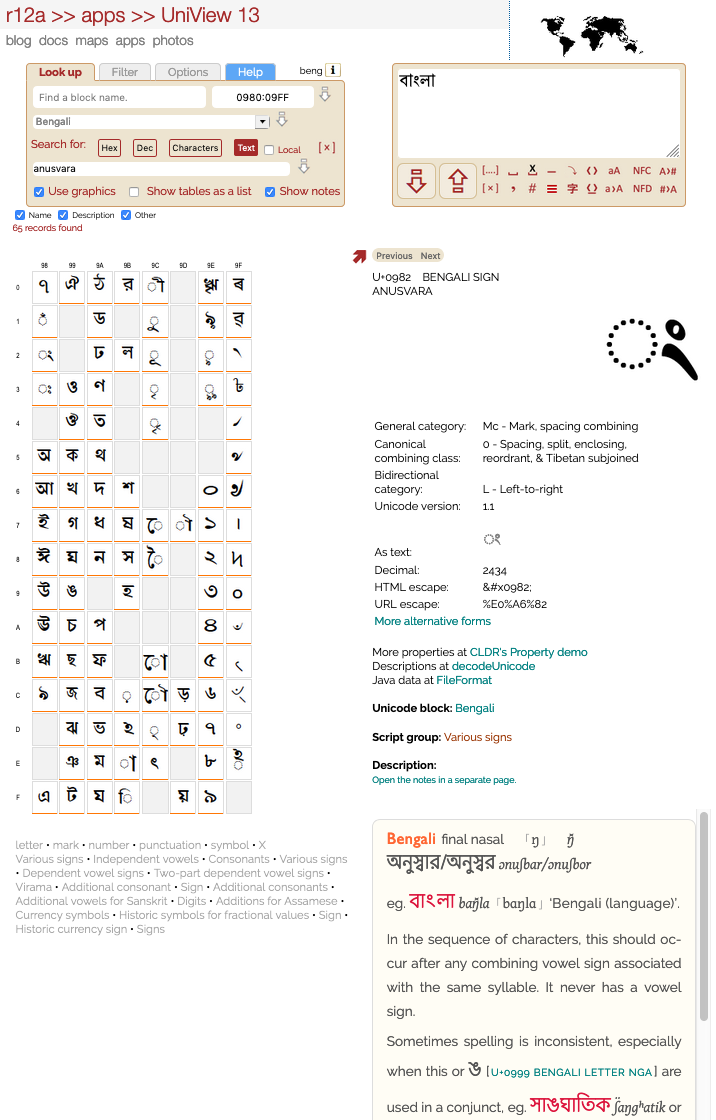 r12a >> apps >> UniView 13
blog docs maps apps photos
Look up Filter Options Help beng i
Find a block name. 0980:09FF
Bengali
Search for: Hex Dec Characters Text Local [×]
anusvara
Use graphics Show tables as a list Show notes
Name Description Other
65 records found
বাংলা
[....] X aA NFC A›#
[×] , # 字 A›A NFD #›A
98 99 9A 9B 9C 9D 9E 9F
0 ঀ ঐ ঠ র ী ৠ ৰ
1 ঁ ড ু ৡ ৱ
2 ং ঢ ল ূ ৢ ৲
3 ঃ ও ণ ৃ ৣ ৳
4 ঔ ত ৄ ৴
5 অ ক থ ৵
6 আ খ দ শ ০ ৶
7 ই গ ধ ষ ে ৗ ১ ৷
8 ঈ ঘ ন স ৈ ২ ৸
9 উ ঙ হ ৩ ৹
A ঊ চ প ৪ ৺
B ঋ ছ ফ ো ৫ ৻
C ঌ জ ব ় ৌ ড় ৬ ৼ
D ঝ ভ ঽ ্ ঢ় ৭ ৽
E ঞ ম া ৎ ৮ ৾
F এ ট য ি য় ৯
letter • mark • number • punctuation • symbol • X
Various signs • Independent vowels • Consonants • Various signs
• Dependent vowel signs • Two-part dependent vowel signs •
Virama • Additional consonant • Sign • Additional consonants •
Additional vowels for Sanskrit • Digits • Additions for Assamese •
Currency symbols • Historic symbols for fractional values • Sign •
Historic currency sign • Signs
Previous Next
U+0982 BENGALI SIGN
ANUSVARA
ং
General category: Mc - Mark, spacing combining
Canonical combining class: 0 - Spacing, split, enclosing,
reordrant, & Tibetan subjoined
Bidirectional category: L - Left-to-right
Unicode version: 1.1
As text: ং
Decimal: 2434
HTML escape: &#x0982;
URL escape: %E0%A6%82
More alternative forms
More properties at CLDR's Property demo
Descriptions at decodeUnicode
Java data at FileFormat
Unicode block: Bengali
Script group: Various signs
Description:
Open the notes in a separate page.
Bengali final nasal 「ŋ」 ŋ̽
অনুস্বার/অনুস্বর ɔnuʃbar/ɔnuʃbor
eg. বাংলা baŋ̽la「baŋla」'Bengali (language)'.
In the sequence of characters, this should oc-
cur after any combining vowel sign associated
with the same syllable. It never has a vowel
sign.
Sometimes spelling is inconsistent, especially
when this or ঙ [U+0999 BENGALI LETTER NGA] are
used in a conjunct, eg. সাঙঘাতিক ʃ̈aŋgʰatik or